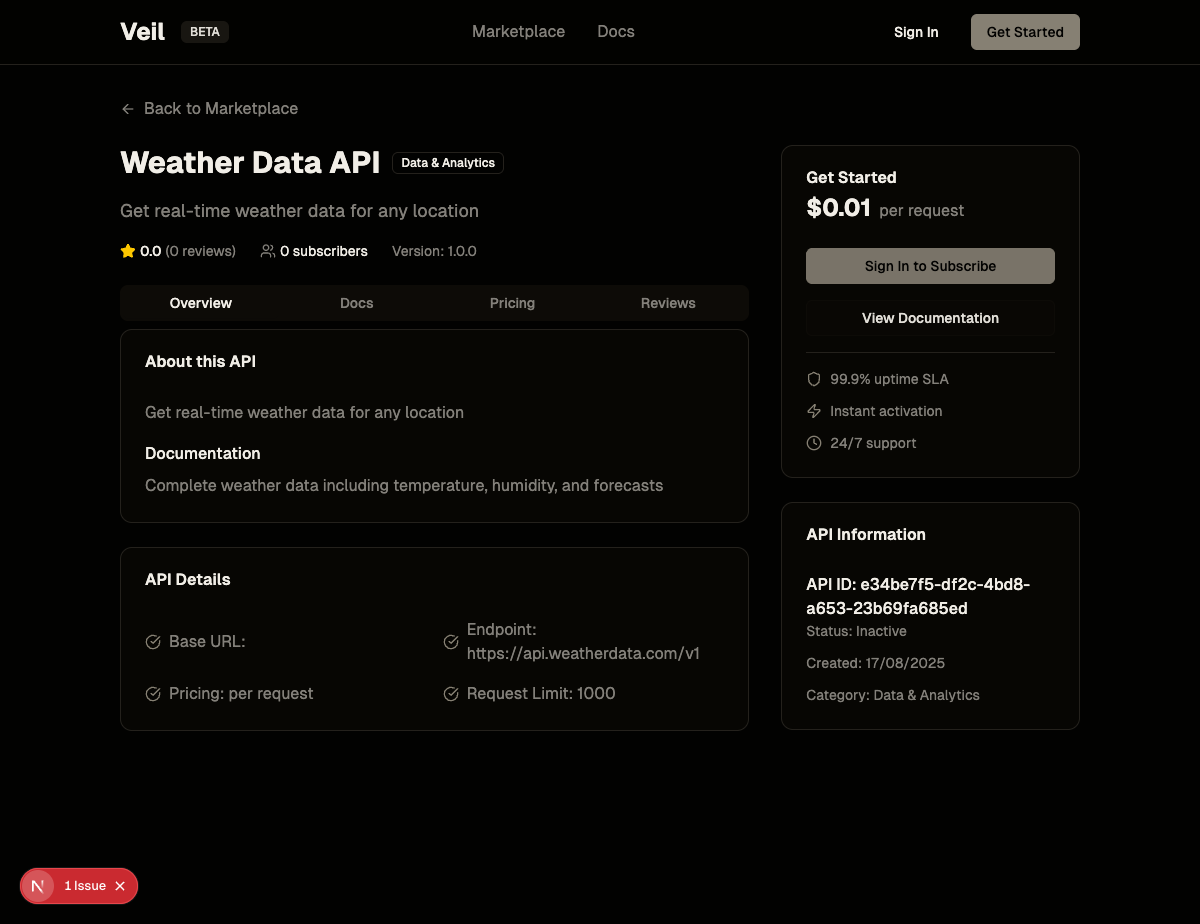 Veil BETA Marketplace Docs Sign In Get Started
Back to Marketplace
Weather Data API Data & Analytics
Get real-time weather data for any location
0.0 (0 reviews) 0 subscribers Version: 1.0.0
Overview Docs Pricing Reviews
About this API
Get real-time weather data for any location
Documentation
Complete weather data including temperature, humidity, and forecasts
API Details
Base URL:
Endpoint:
https://api.weatherdata.com/v1
Pricing: per request
Request Limit: 1000
Get Started
$0.01 per request
Sign In to Subscribe
View Documentation
99.9% uptime SLA
Instant activation
24/7 support
API Information
API ID: e34be7f5-df2c-4bd8-
a653-23b69fa685ed
Status: Inactive
Created: 17/08/2025
Category: Data & Analytics
N 1 Issue